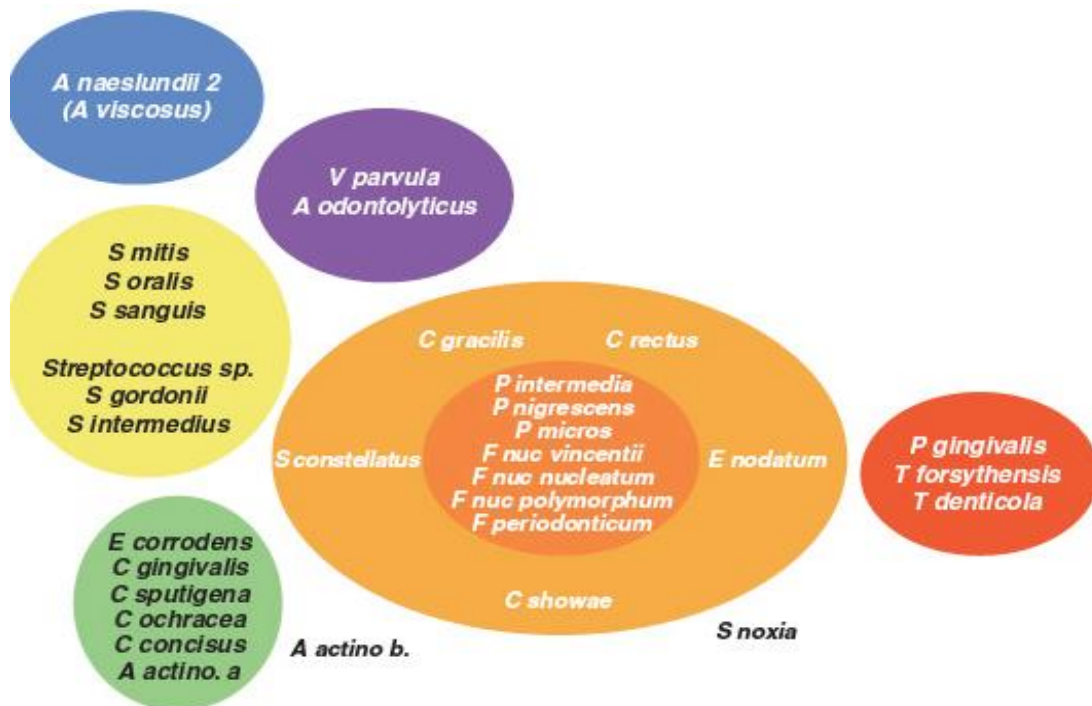 A naeslundii 2
(A viscosus)
V parvula
A odontolyticus
S mitis
S oralis
S sanguis
Streptococcus sp.
S gordonii
S intermedius
C gracilis
C rectus
P intermedia
P nigrescens
P micros
F nuc vincentii
F nuc nucleatum
F nuc polymorphum
F periodonticum
S constellatus
E nodatum
C showae
P gingivalis
T forsythensis
T denticola
E corrodens
C gingivalis
C sputigena
C ochracea
C concisus
A actino. a
A actino b.
S noxia